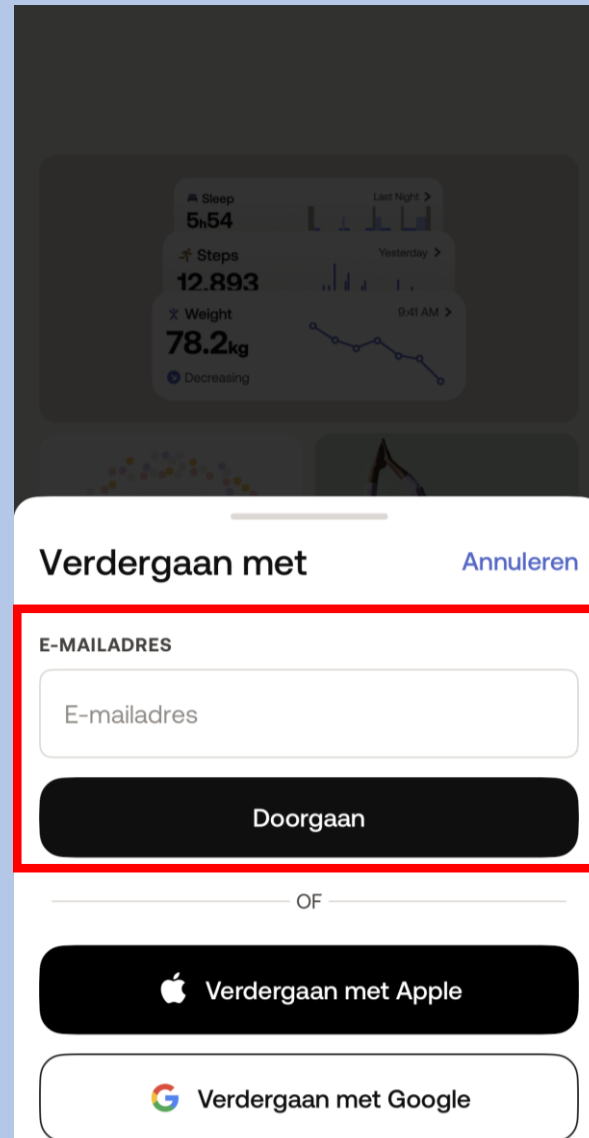 Sleep
Last Night >
5h54
Steps
Yesterday >
12,893
Weight
9:41 AM >
78.2kg
Decreasing
Verdergaan met
Annuleren
E-MAILADRES
E-mailadres
Doorgaan
OF
Verdergaan met Apple
Verdergaan met Google